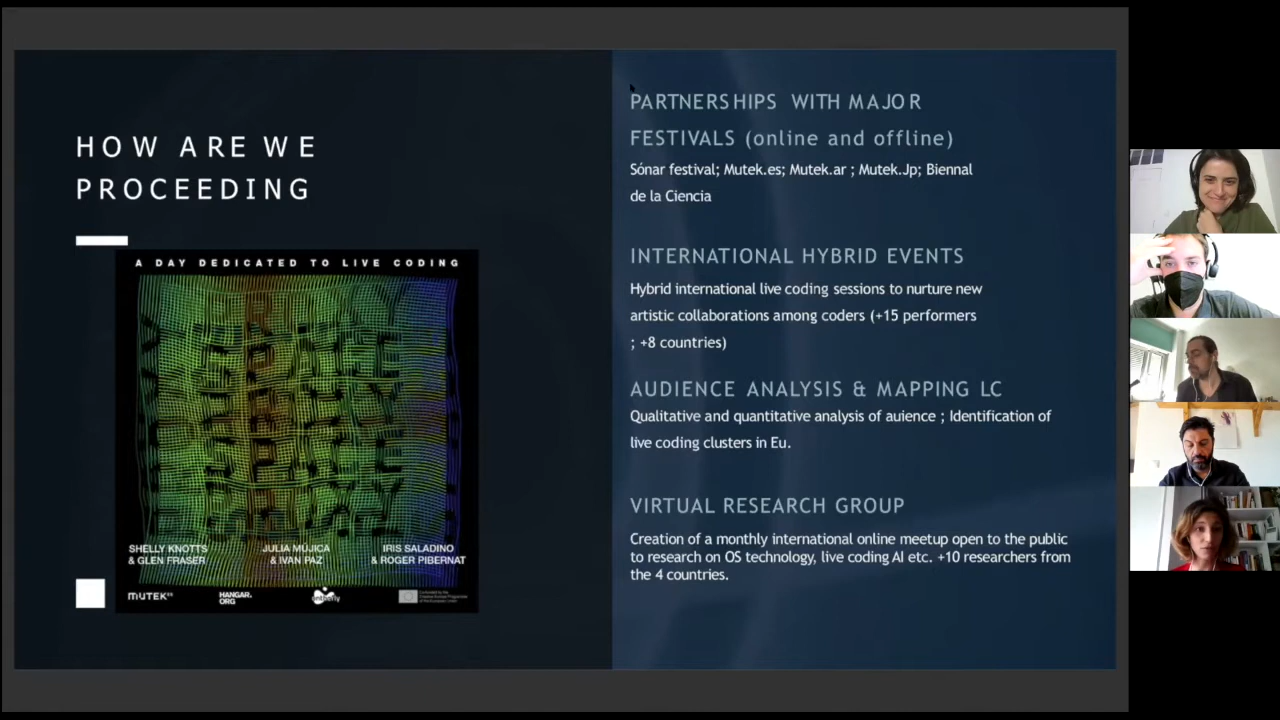 HOW ARE WE
PROCEEDING
A DAY DEDICATED TO LIVE CODING
SHELLY KNOTTS
& GLEN FRASER
JULIA MÚJICA
& IVAN PAZ
IRIS SALADINO
& ROGER PIBERNAT
MUTEK ES
HANGAR.
ORG
PARTNERSHIPS WITH MAJOR
FESTIVALS (online and offline)
Sónar festival; Mutek.es; Mutek.ar ; Mutek.Jp; Biennal
de la Ciencia
INTERNATIONAL HYBRID EVENTS
Hybrid international live coding sessions to nurture new
artistic collaborations among coders (+15 performers
; +8 countries)
AUDIENCE ANALYSIS & MAPPING LC
Qualitative and quantitative analysis of auience ; Identification of
live coding clusters in Eu.
VIRTUAL RESEARCH GROUP
Creation of a monthly international online meetup open to the public
to research on OS technology, live coding AI etc. +10 researchers from
the 4 countries.